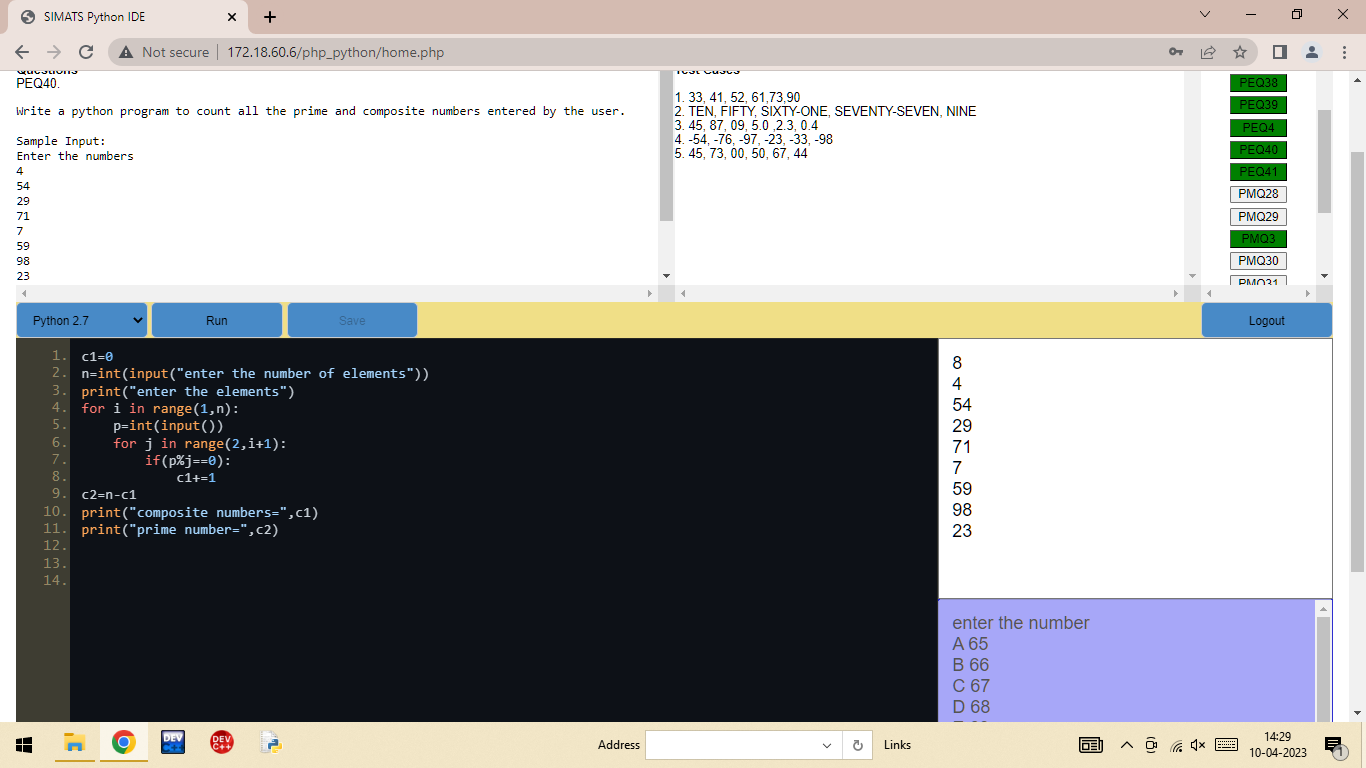 SIMATS Python IDE
Not secure
172.18.60.6/php_python/home.php
Questions
PEQ40.
Write a python program to count all the prime and composite numbers entered by the user.
Sample Input:
Enter the numbers
4
54
29
71
7
59
98
23
Test Cases
1. 33, 41, 52, 61,73,90
2. TEN, FIFTY, SIXTY-ONE, SEVENTY-SEVEN, NINE
3. 45, 87, 09, 5.0 ,2.3, 0.4
4. -54, -76, -97, -23, -33, -98
5. 45, 73, 00, 50, 67, 44
PEQ38
PEQ39
PEQ4
PEQ40
PEQ41
PMQ28
PMQ29
PMQ3
PMQ30
PMQ31
Python 2.7
Run
Save
Logout
1. c1=0
2. n=int(input("enter the number of elements"))
3. print("enter the elements")
4. for i in range(1,n):
5.     p=int(input())
6.     for j in range(2,i+1):
7.         if(p%j==0):
8.             c1+=1
9. c2=n-c1
10. print("composite numbers=",c1)
11. print("prime number=",c2)
12.
13.
14.
8
4
54
29
71
7
59
98
23
enter the number
A 65
B 66
C 67
D 68
DEV C++
DEV C++
Address
Links
14:29
10-04-2023
1